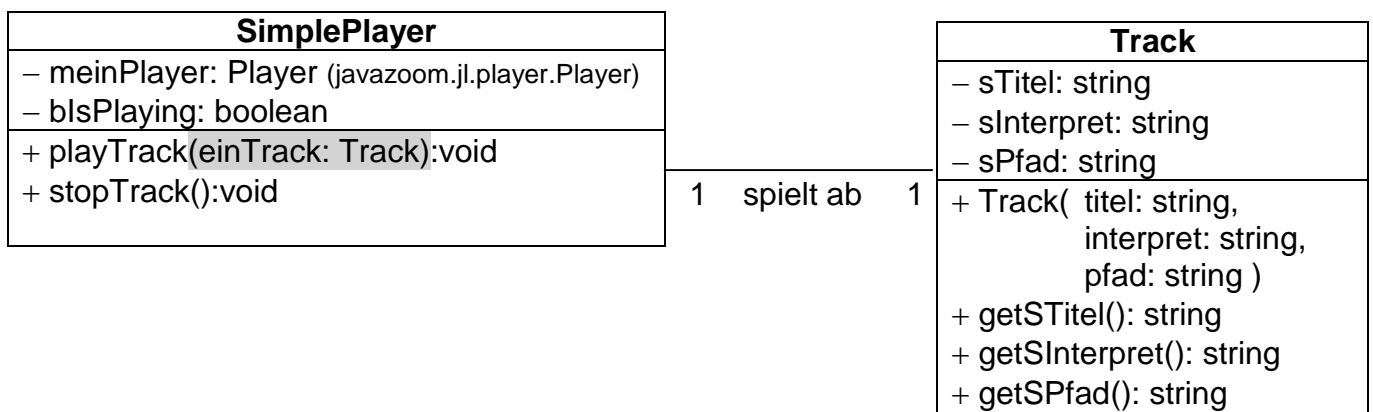 SimplePlayer
− meinPlayer: Player (javazoom.jl.player.Player)
− bIsPlaying: boolean
+ playTrack(einTrack: Track):void
+ stopTrack():void
1 spielt ab 1
Track
− sTitel: string
− sInterpret: string
− sPfad: string
+ Track( titel: string,
interpret: string,
pfad: string )
+ getSTitel(): string
+ getSInterpret(): string
+ getSPfad(): string